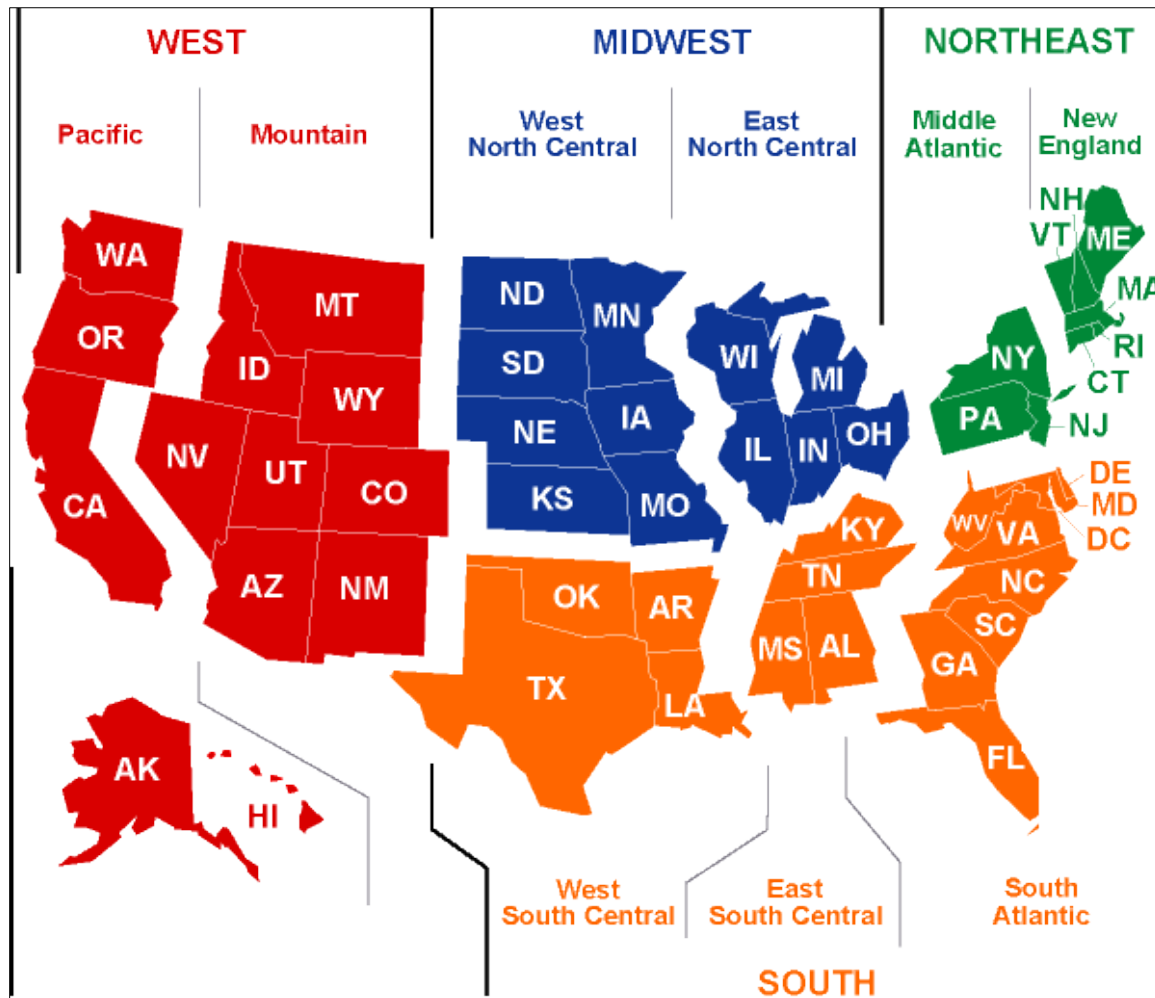 WEST
MIDWEST
NORTHEAST
Pacific
Mountain
West
North Central
East
North Central
Middle
Atlantic
New
England
WA
OR
CA
MT
ID
WY
NV
UT
CO
AZ
NM
AK
HI
ND
MN
SD
NE
IA
KS
MO
WI
MI
IL
IN
OH
NH
VT
ME
MA
RI
CT
NY
PA
NJ
OK
AR
TX
LA
KY
TN
MS
AL
DE
MD
DC
WV
VA
NC
SC
GA
FL
West
South Central
East
South Central
South
Atlantic
SOUTH